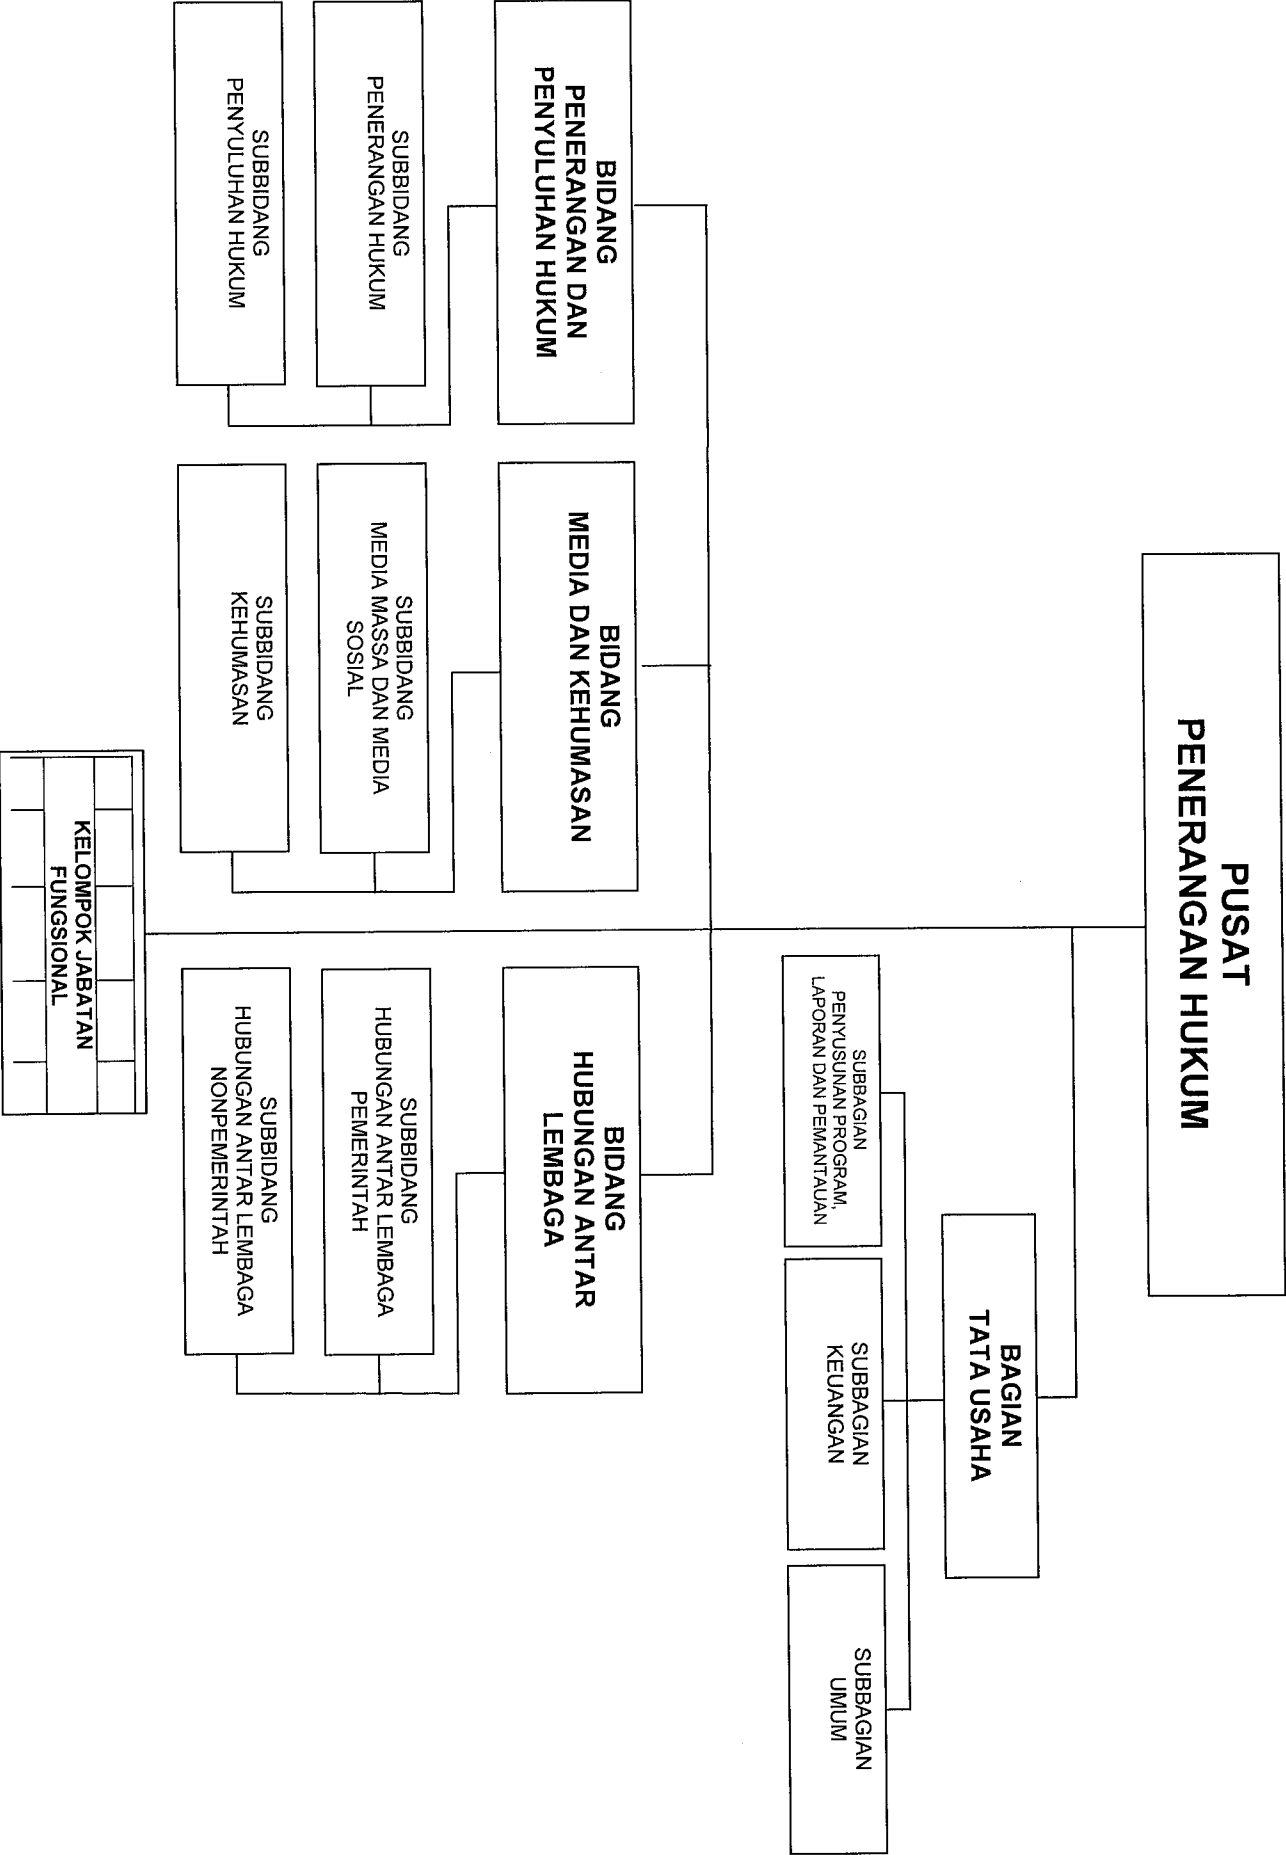 PUSAT
PENERANGAN HUKUM
BAGIAN
TATA USAHA
SUBBAGIAN
PENYUSUNAN PROGRAM,
LAPORAN DAN PEMANTAUAN
SUBBAGIAN
KEUANGAN
SUBBAGIAN
UMUM
BIDANG
PENERANGAN DAN
PENYULUHAN HUKUM
BIDANG
MEDIA DAN KEHUMASAN
BIDANG
HUBUNGAN ANTAR
LEMBAGA
SUBBIDANG
PENERANGAN HUKUM
SUBBIDANG
MEDIA MASSA DAN MEDIA
SOSIAL
SUBBIDANG
HUBUNGAN ANTAR LEMBAGA
PEMERINTAH
SUBBIDANG
PENYULUHAN HUKUM
SUBBIDANG
KEHUMASAN
SUBBIDANG
HUBUNGAN ANTAR LEMBAGA
NONPEMERINTAH
KELOMPOK JABATAN
FUNGSIONAL